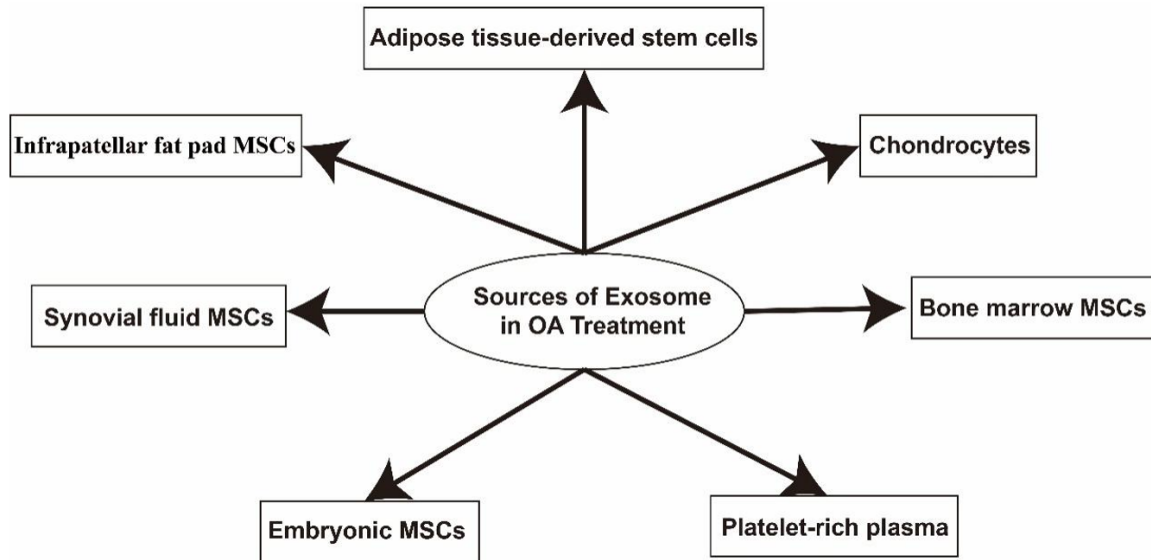 Adipose tissue-derived stem cells
Infrapatellar fat pad MSCs
Chondrocytes
Sources of Exosome
in OA Treatment
Synovial fluid MSCs
Bone marrow MSCs
Embryonic MSCs
Platelet-rich plasma